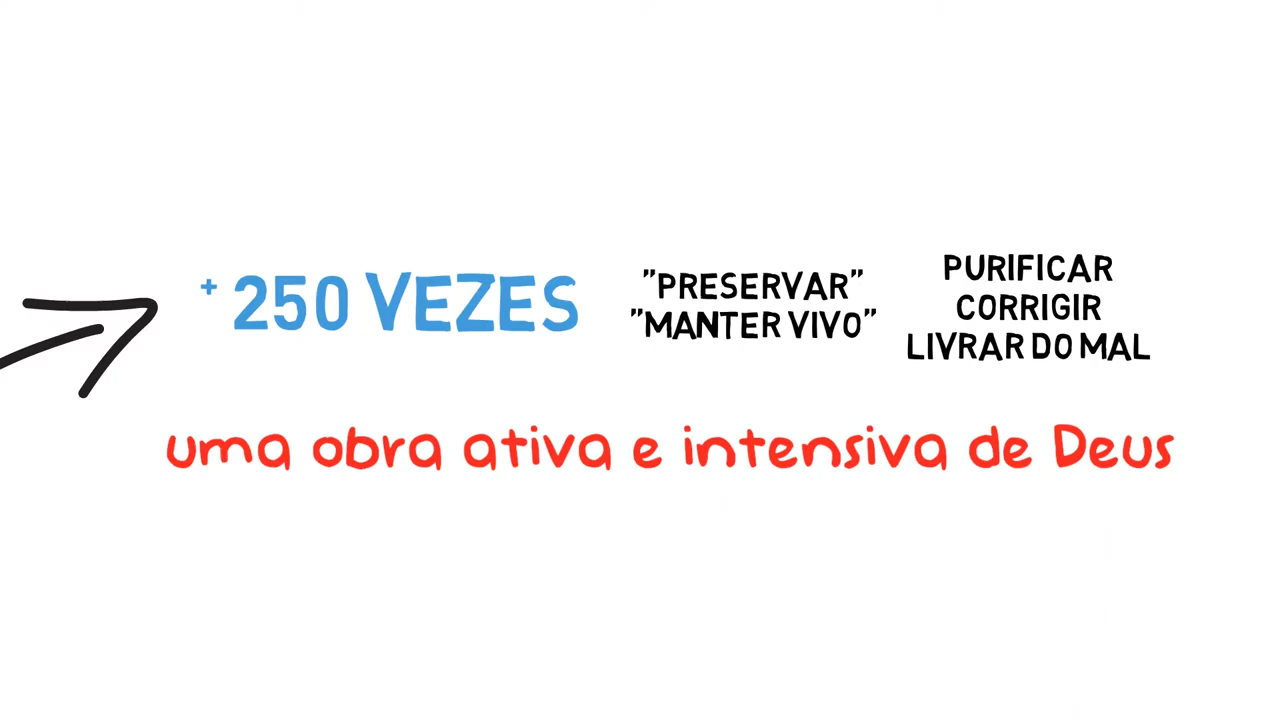 + 250 VEZES
"PRESERVAR"
"MANTER VIVO"
PURIFICAR
CORRIGIR
LIVRAR DO MAL
uma obra ativa e intensiva de Deus